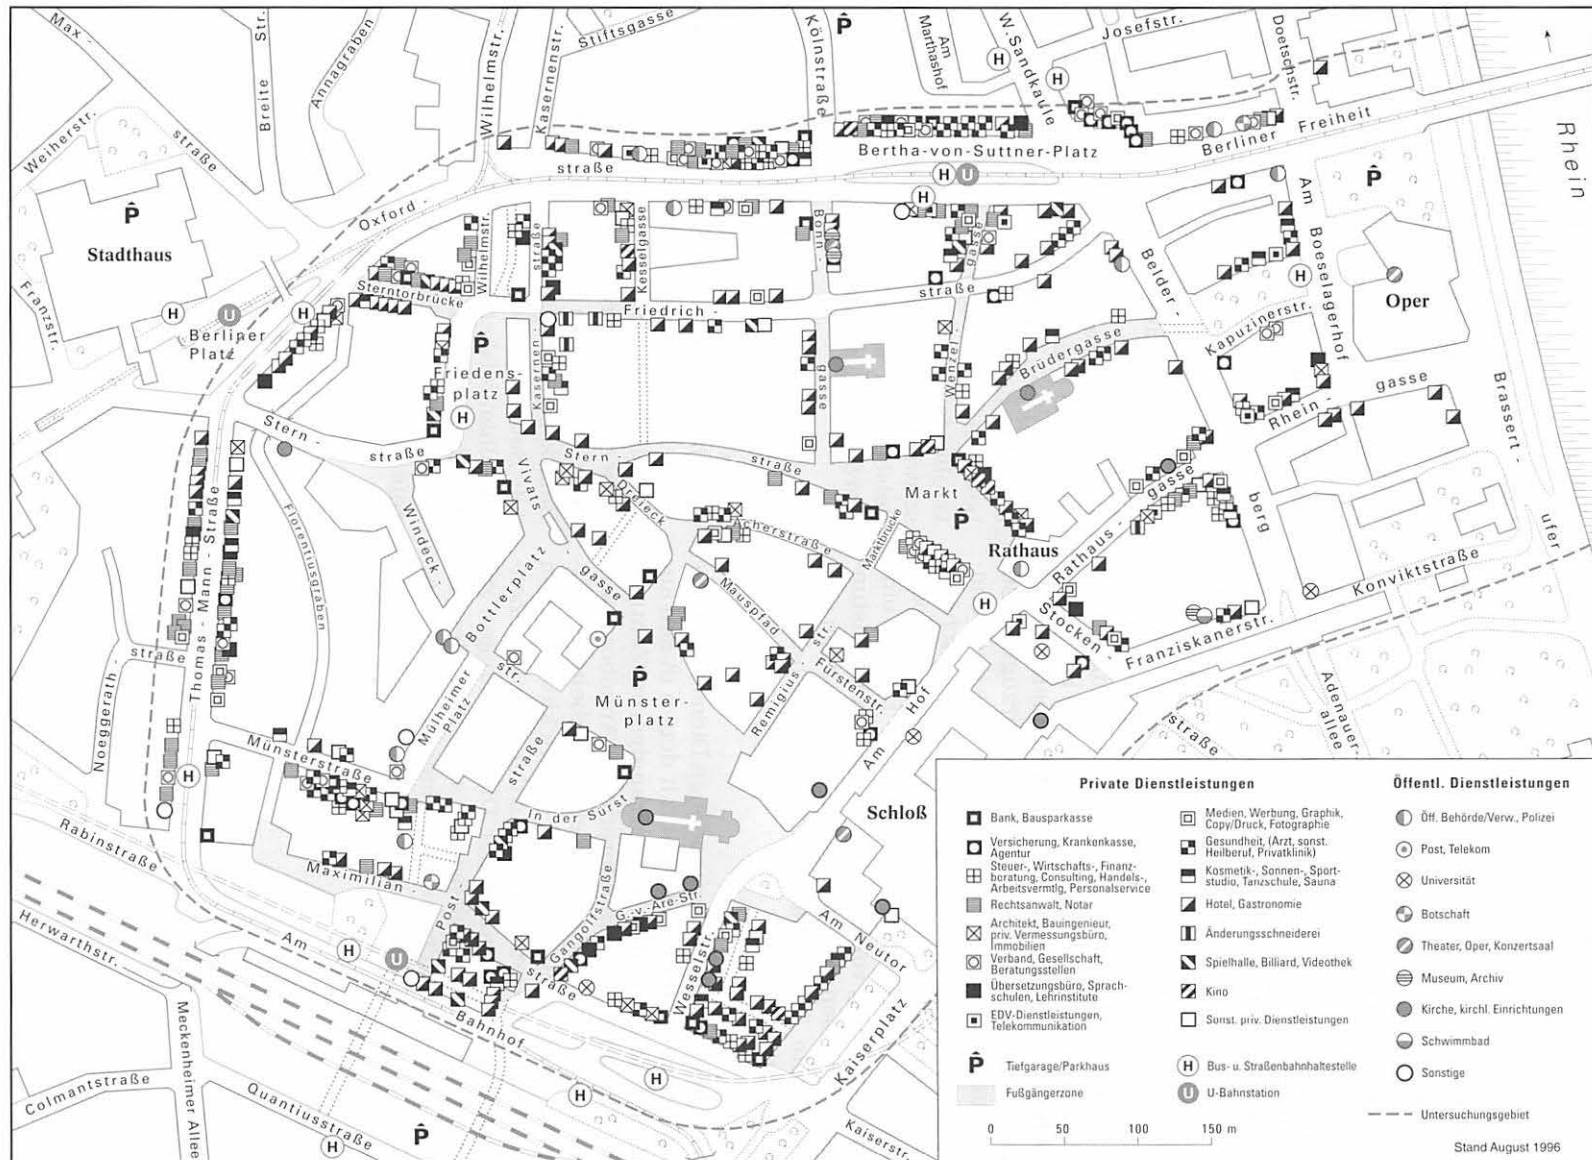 Max -
straße
Breite Str.
Annagraben
Wilhelmstr.
Kasernenstr.
Stiftsgasse
Kölnstraße
P
Am Marthashof
W. Sandkaule
H
H
Josefstr.
Doetschstr.
Rhein
Weiherstr.
P
Stadthaus
Franzstr.
H
U
H
Berliner
Platz
Oxford -
straße
Bertha-von-Suttner-Platz
H
U
H
Berliner Freiheit
P
Am Boeselagerhof
H
Oper
Wilhelmstr.
Sterntorbrücke
Kasernen-
straße
Kesselgasse
Bonn-
gasse
Wenzel-
gasse
Friedrich -
straße
Belder-
berg
Kapuzinerstr.
Brüdergasse
Rhein -
gasse
Brassert -
ufer
P
Friedens-
platz
H
Stern -
straße
Stern -
straße
Vivats -
gasse
Dreieck
Markt
P
Rathaus
Rathaus -
gasse
H
Stocken -
Konviktstraße
Franziskanerstr.
Adenauer-
allee
straße
Windeck -
Bottlerplatz
str.
Florentiusgraben
Thomas - Mann - Straße
Noeggerath -
straße
H
Acherstraße
Marktbrücke
Mauspfad
Remigius -
str.
Fürstenstr.
Am Hof
P
Münster-
platz
Mülheimer
Platz
straße
Münsterstraße
In der Sürst
Schloß
Rabinstraße
Maximilian -
straße
Post -
Gangolfstraße
G.-v.-Are-Str.
Wesselstr.
Am Neutor
Kaiserplatz
Kaiserstr.
Herwarthstr.
Am Bahnhof
H
U
H
H
H
P
Meckenheimer Allee
Colmantstraße
Quantiusstraße
Private Dienstleistungen
Bank, Bausparkasse
Versicherung, Krankenkasse,
Agentur
Steuer-, Wirtschafts-, Finanz-
beratung, Consulting, Handels-,
Arbeitsvermtlg, Personalservice
Rechtsanwalt, Notar
Architekt, Bauingenieur,
priv. Vermessungsbüro,
Immobilien
Verband, Gesellschaft,
Beratungsstellen
Übersetzungsbüro, Sprach-
schulen, Lehrinstitute
EDV-Dienstleistungen,
Telekommunikation
Medien, Werbung, Graphik,
Copy/Druck, Fotographie
Gesundheit, (Arzt, sonst.
Heilberuf, Privatklinik)
Kosmetik-, Sonnen-, Sport-
studio, Tanzschule, Sauna
Hotel, Gastronomie
Änderungsschneiderei
Spielhalle, Billiard, Videothek
Kino
Sonst. priv. Dienstleistungen
Öffentl. Dienstleistungen
Öff. Behörde/Verw., Polizei
Post, Telekom
Universität
Botschaft
Theater, Oper, Konzertsaal
Museum, Archiv
Kirche, kirchl. Einrichtungen
Schwimmbad
Sonstige
P Tiefgarage/Parkhaus
Fußgängerzone
H Bus- u. Straßenbahnhaltestelle
U U-Bahnstation
Untersuchungsgebiet
0 50 100 150 m
Stand August 1996